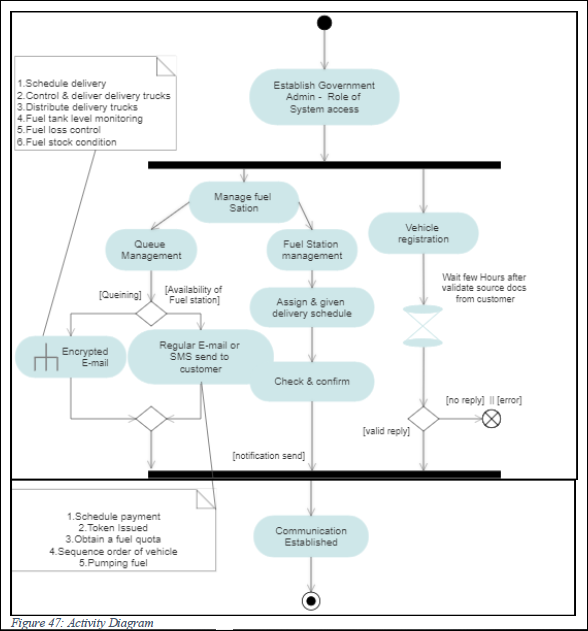 1.Schedule delivery
2.Control & deliver delivery trucks
3.Distribute delivery trucks
4.Fuel tank level monitoring
5.Fuel loss control
6.Fuel stock condition
Establish Government
Admin - Role of
System access
Manage fuel
Sation
Queue
Management
Fuel Station
management
Vehicle
registration
[Queining]
[Availability of
Fuel station]
Assign & given
delivery schedule
Wait few Hours after
validate source docs
from customer
Encrypted
E-mail
Regular E-mail or
SMS send to
customer
Check & confirm
[no reply] || [error]
[valid reply]
[notification send]
1.Schedule payment
2.Token Issued
3.Obtain a fuel quota
4.Sequence order of vehicle
5.Pumping fuel
Communication
Established
Figure 47: Activity Diagram